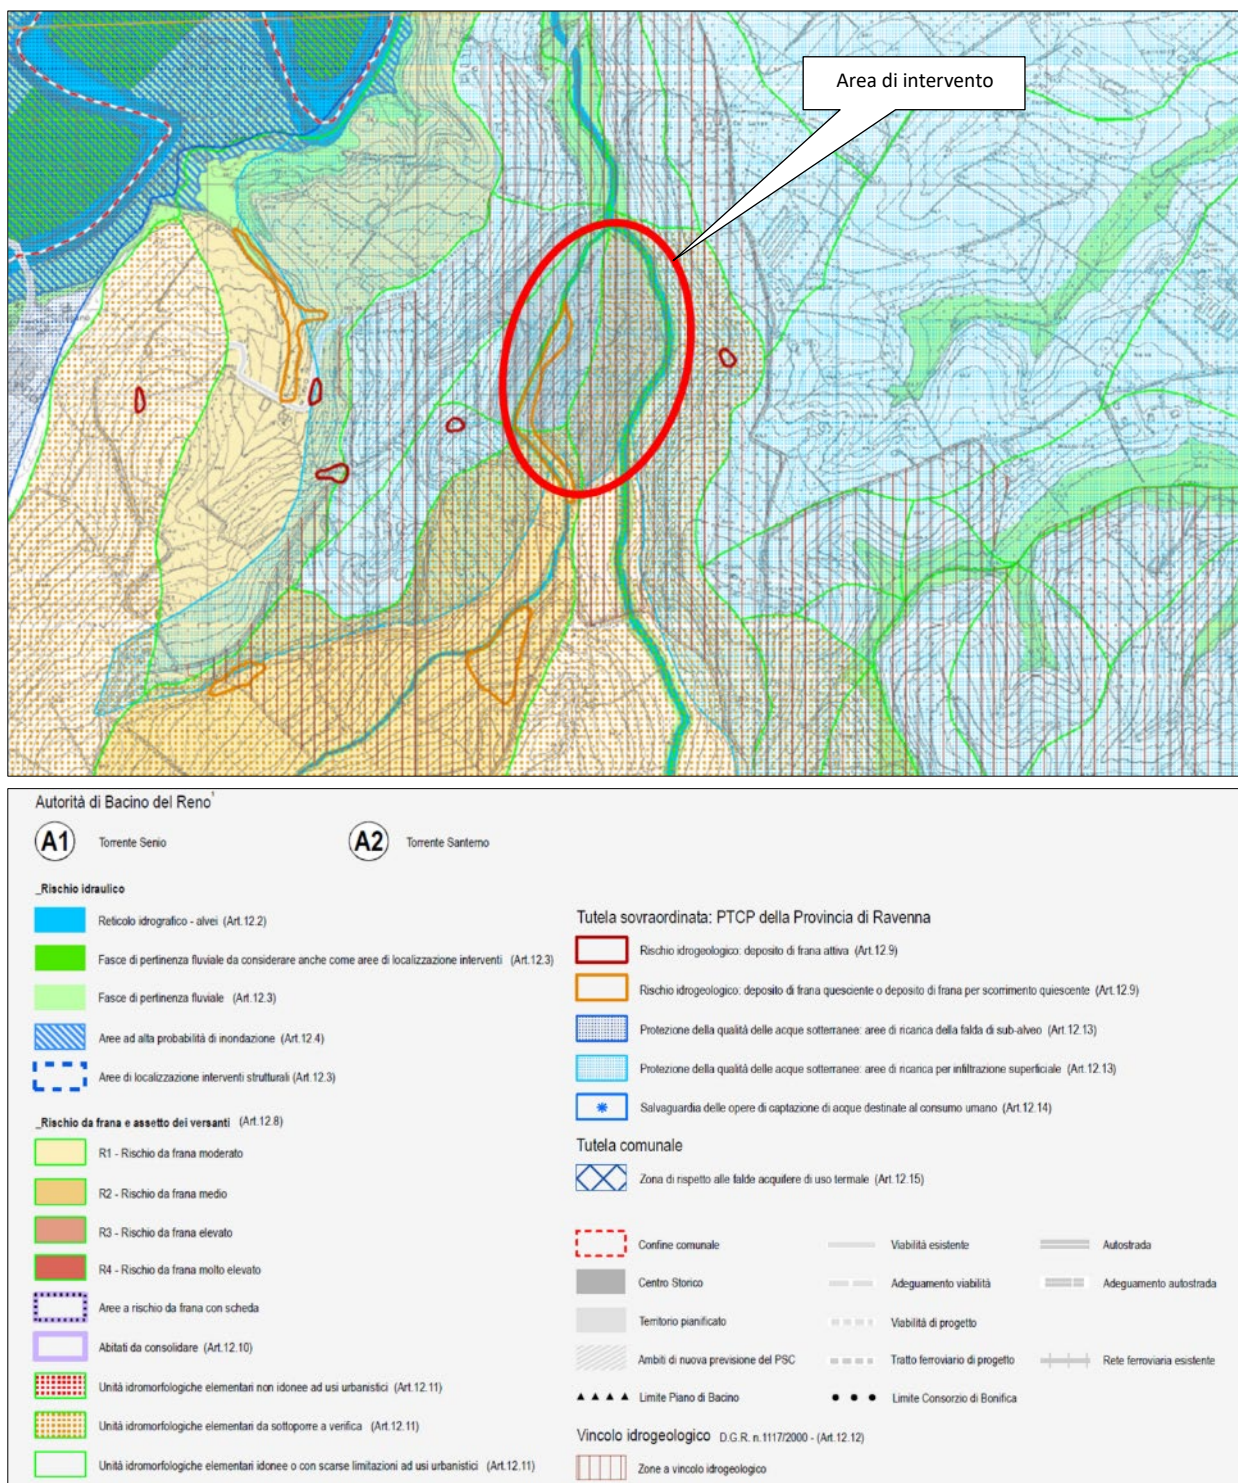 Area di intervento
Autorità di Bacino del Reno¹
A1 Torrente Senio
A2 Torrente Santerno
_Rischio idraulico
Reticolo idrografico - alvei (Art.12.2)
Fasce di pertinenza fluviale da considerare anche come aree di localizzazione interventi (Art.12.3)
Fasce di pertinenza fluviale (Art.12.3)
Aree ad alta probabilità di inondazione (Art.12.4)
Aree di localizzazione interventi strutturali (Art.12.3)
_Rischio da frana e assetto dei versanti (Art.12.8)
R1 - Rischio da frana moderato
R2 - Rischio da frana medio
R3 - Rischio da frana elevato
R4 - Rischio da frana molto elevato
Aree a rischio da frana con scheda
Abitati da consolidare (Art.12.10)
Unità idromorfologiche elementari non idonee ad usi urbanistici (Art.12.11)
Unità idromorfologiche elementari da sottoporre a verifica (Art.12.11)
Unità idromorfologiche elementari idonee o con scarse limitazioni ad usi urbanistici (Art.12.11)
Tutela sovraordinata: PTCP della Provincia di Ravenna
Rischio idrogeologico: deposito di frana attiva (Art.12.9)
Rischio idrogeologico: deposito di frana quesciente o deposito di frana per scorrimento quiescente (Art.12.9)
Protezione della qualità delle acque sotterranee: aree di ricarica della falda di sub-alveo (Art.12.13)
Protezione della qualità delle acque sotterranee: aree di ricarica per infiltrazione superficiale (Art.12.13)
Salvaguardia delle opere di captazione di acque destinate al consumo umano (Art.12.14)
Tutela comunale
Zona di rispetto alle falde acquifere di uso termale (Art.12.15)
Confine comunale
Viabilità esistente
Autostrada
Centro Storico
Adeguamento viabilità
Adeguamento autostrada
Territorio pianificato
Viabilità di progetto
Ambiti di nuova previsione del PSC
Tratto ferroviario di progetto
Rete ferroviaria esistente
Limite Piano di Bacino
Limite Consorzio di Bonifica
Vincolo idrogeologico D.G.R. n.1117/2000 - (Art.12.12)
Zone a vincolo idrogeologico